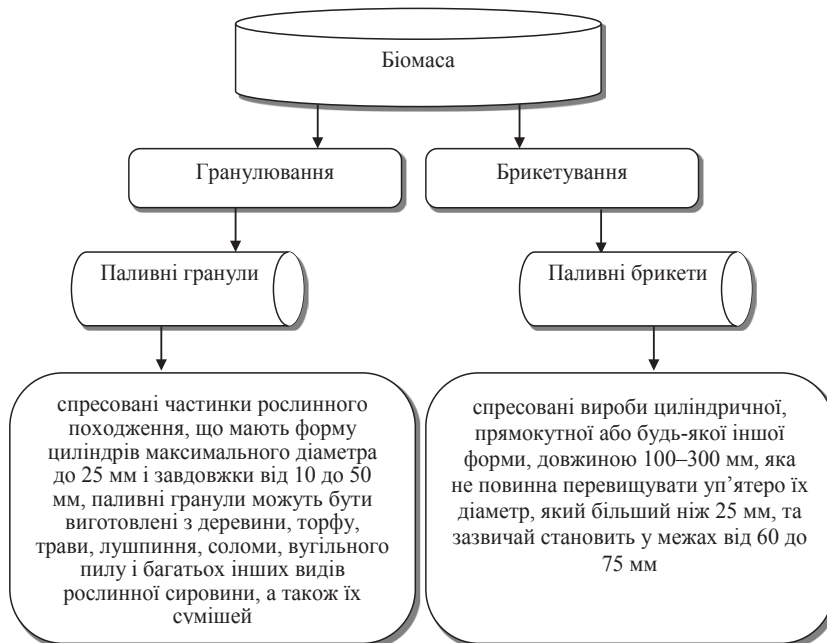 Біомаса
Гранулювання
Брикетування
Паливні гранули
Паливні брикети
спресовані частинки рослинного
походження, що мають форму
циліндрів максимального діаметра
до 25 мм і завдовжки від 10 до 50
мм, паливні гранули можуть бути
виготовлені з деревини, торфу,
трави, лушпиння, соломи, вугільного
пилу і багатьох інших видів
рослинної сировини, а також їх
сумішей
спресовані вироби циліндричної,
прямокутної або будь-якої іншої
форми, довжиною 100–300 мм, яка
не повинна перевищувати уп’ятеро їх
діаметр, який більший ніж 25 мм, та
зазвичай становить у межах від 60 до
75 мм